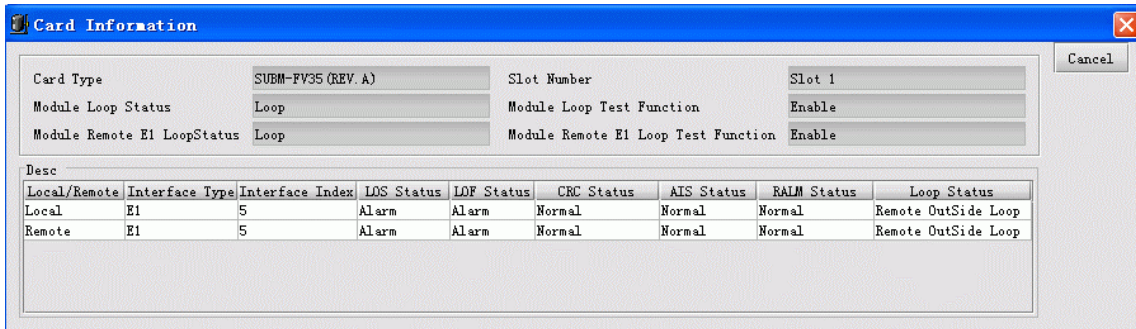 Card Information
Cancel
Card Type SUBM-FV35(REV.A) Slot Number Slot 1
Module Loop Status Loop Module Loop Test Function Enable
Module Remote E1 LoopStatus Loop Module Remote E1 Loop Test Function Enable
Desc
Local/Remote Interface Type Interface Index LOS Status LOF Status CRC Status AIS Status RALM Status Loop Status
Local E1 5 Alarm Alarm Normal Normal Normal Remote OutSide Loop
Remote E1 5 Alarm Alarm Normal Normal Normal Remote OutSide Loop